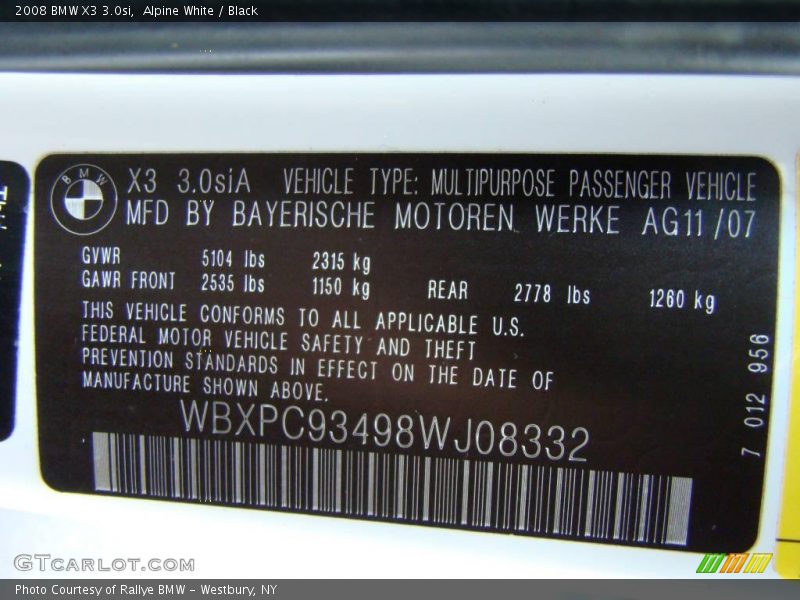 2008 BMW X3 3.0si,  Alpine White / Black
BMW
X3 3.0siA VEHICLE TYPE: MULTIPURPOSE PASSENGER VEHICLE
MFD BY BAYERISCHE MOTOREN WERKE AG11/07
GVWR 5104 lbs 2315 kg
GAWR FRONT 2535 lbs 1150 kg REAR 2778 lbs 1260 kg
THIS VEHICLE CONFORMS TO ALL APPLICABLE U.S.
FEDERAL MOTOR VEHICLE SAFETY AND THEFT
PREVENTION STANDARDS IN EFFECT ON THE DATE OF
MANUFACTURE SHOWN ABOVE.
WBXPC93498WJ08332
7 012 956
GTCARLOT.COM
Photo Courtesy of Rallye BMW - Westbury, NY